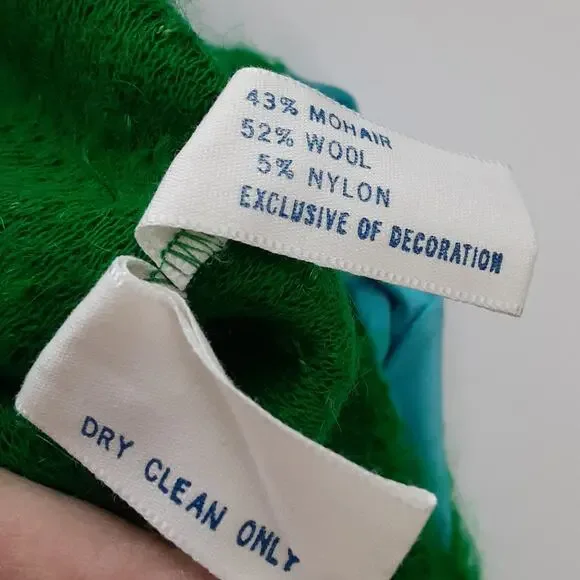 43% MOHAIR
52% WOOL
5% NYLON
EXCLUSIVE OF DECORATION
DRY CLEAN ONLY